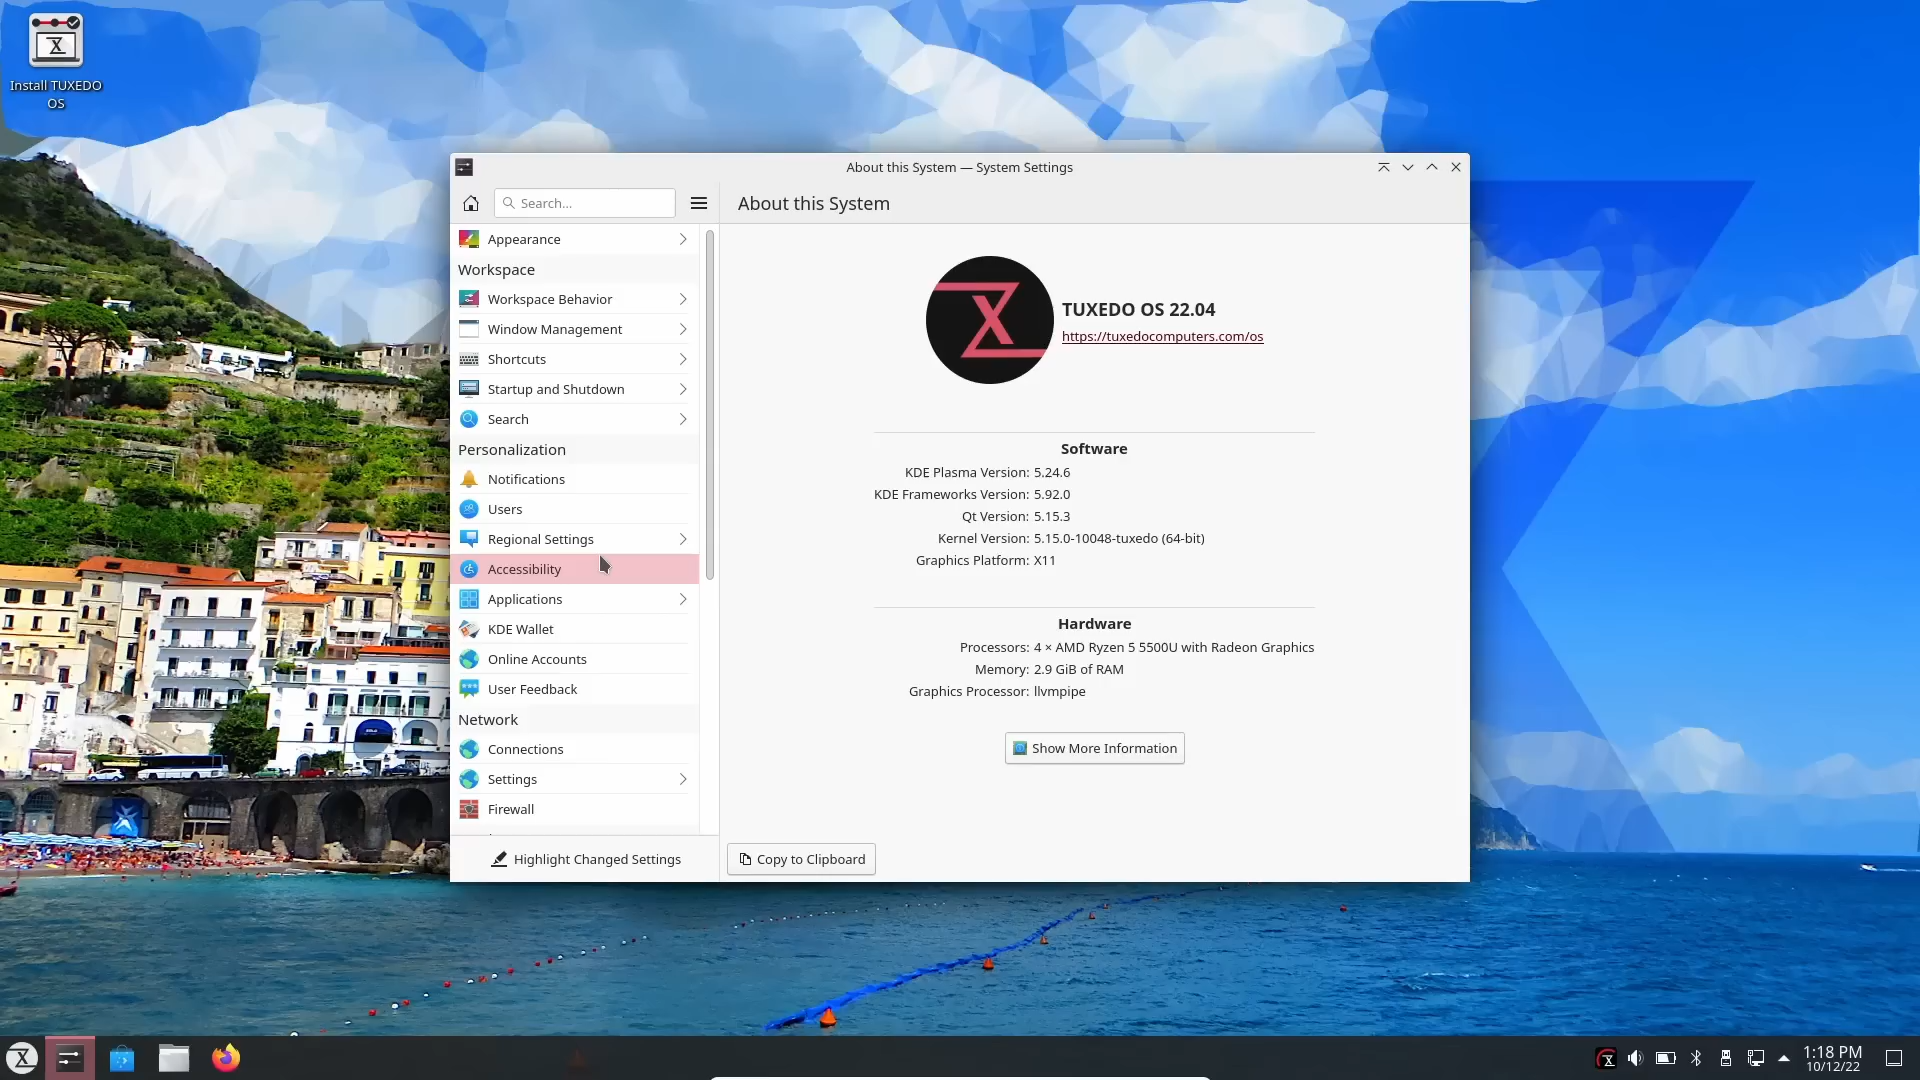 Install TUXEDO
OS
About this System — System Settings
Search...
About this System
Appearance
Workspace
Workspace Behavior
Window Management
Shortcuts
Startup and Shutdown
Search
Personalization
Notifications
Users
Regional Settings
Accessibility
Applications
KDE Wallet
Online Accounts
User Feedback
Network
Connections
Settings
Firewall
Highlight Changed Settings
TUXEDO OS 22.04
https://tuxedocomputers.com/os
Software
KDE Plasma Version: 5.24.6
KDE Frameworks Version: 5.92.0
Qt Version: 5.15.3
Kernel Version: 5.15.0-10048-tuxedo (64-bit)
Graphics Platform: X11
Hardware
Processors: 4 × AMD Ryzen 5 5500U with Radeon Graphics
Memory: 2.9 GiB of RAM
Graphics Processor: llvmpipe
Show More Information
Copy to Clipboard
1:18 PM
10/12/22